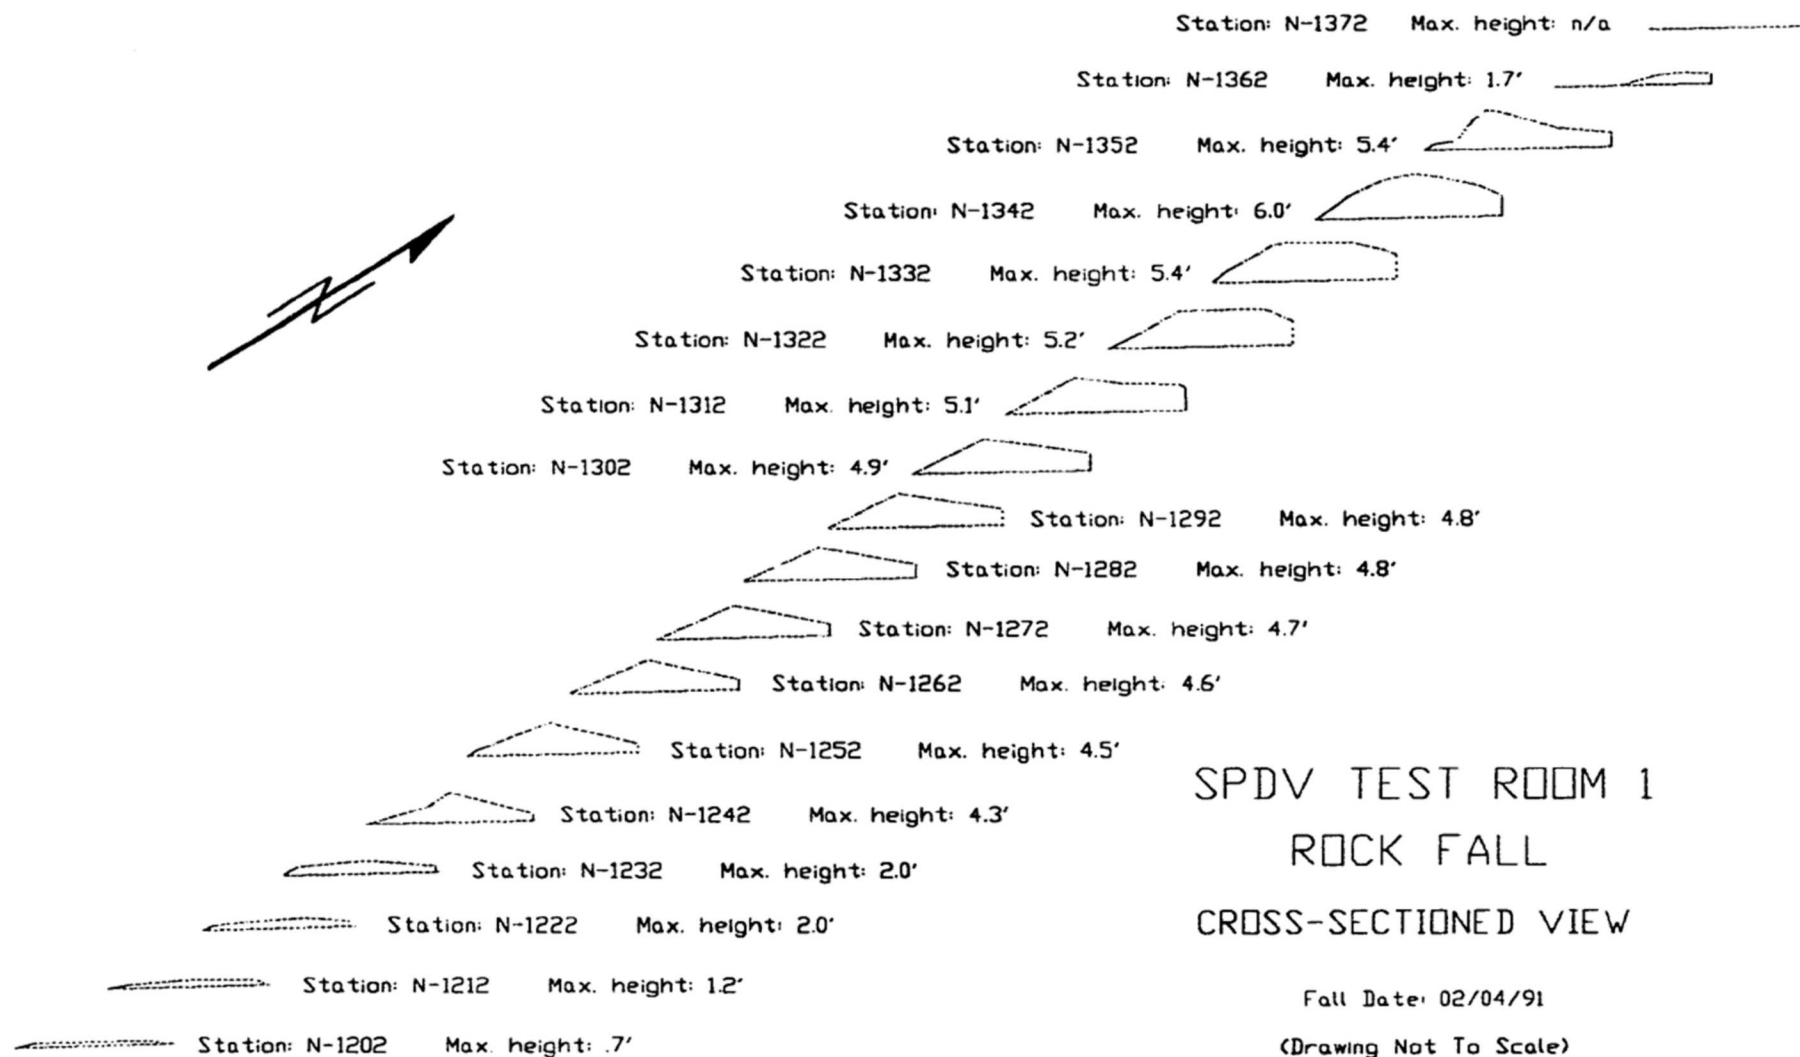 Station: N-1372 Max. height: n/a
Station: N-1362 Max. height: 1.7'
Station: N-1352 Max. height: 5.4'
Station: N-1342 Max. height: 6.0'
Station: N-1332 Max. height: 5.4'
Station: N-1322 Max. height: 5.2'
Station: N-1312 Max. height: 5.1'
Station: N-1302 Max. height: 4.9'
Station: N-1292 Max. height: 4.8'
Station: N-1282 Max. height: 4.8'
Station: N-1272 Max. height: 4.7'
Station: N-1262 Max. height: 4.6'
Station: N-1252 Max. height: 4.5'
Station: N-1242 Max. height: 4.3'
Station: N-1232 Max. height: 2.0'
Station: N-1222 Max. height: 2.0'
Station: N-1212 Max. height: 1.2'
Station: N-1202 Max. height: .7'
SPDV TEST ROOM 1
ROCK FALL
CROSS-SECTIONED VIEW
Fall Date: 02/04/91
(Drawing Not To Scale)